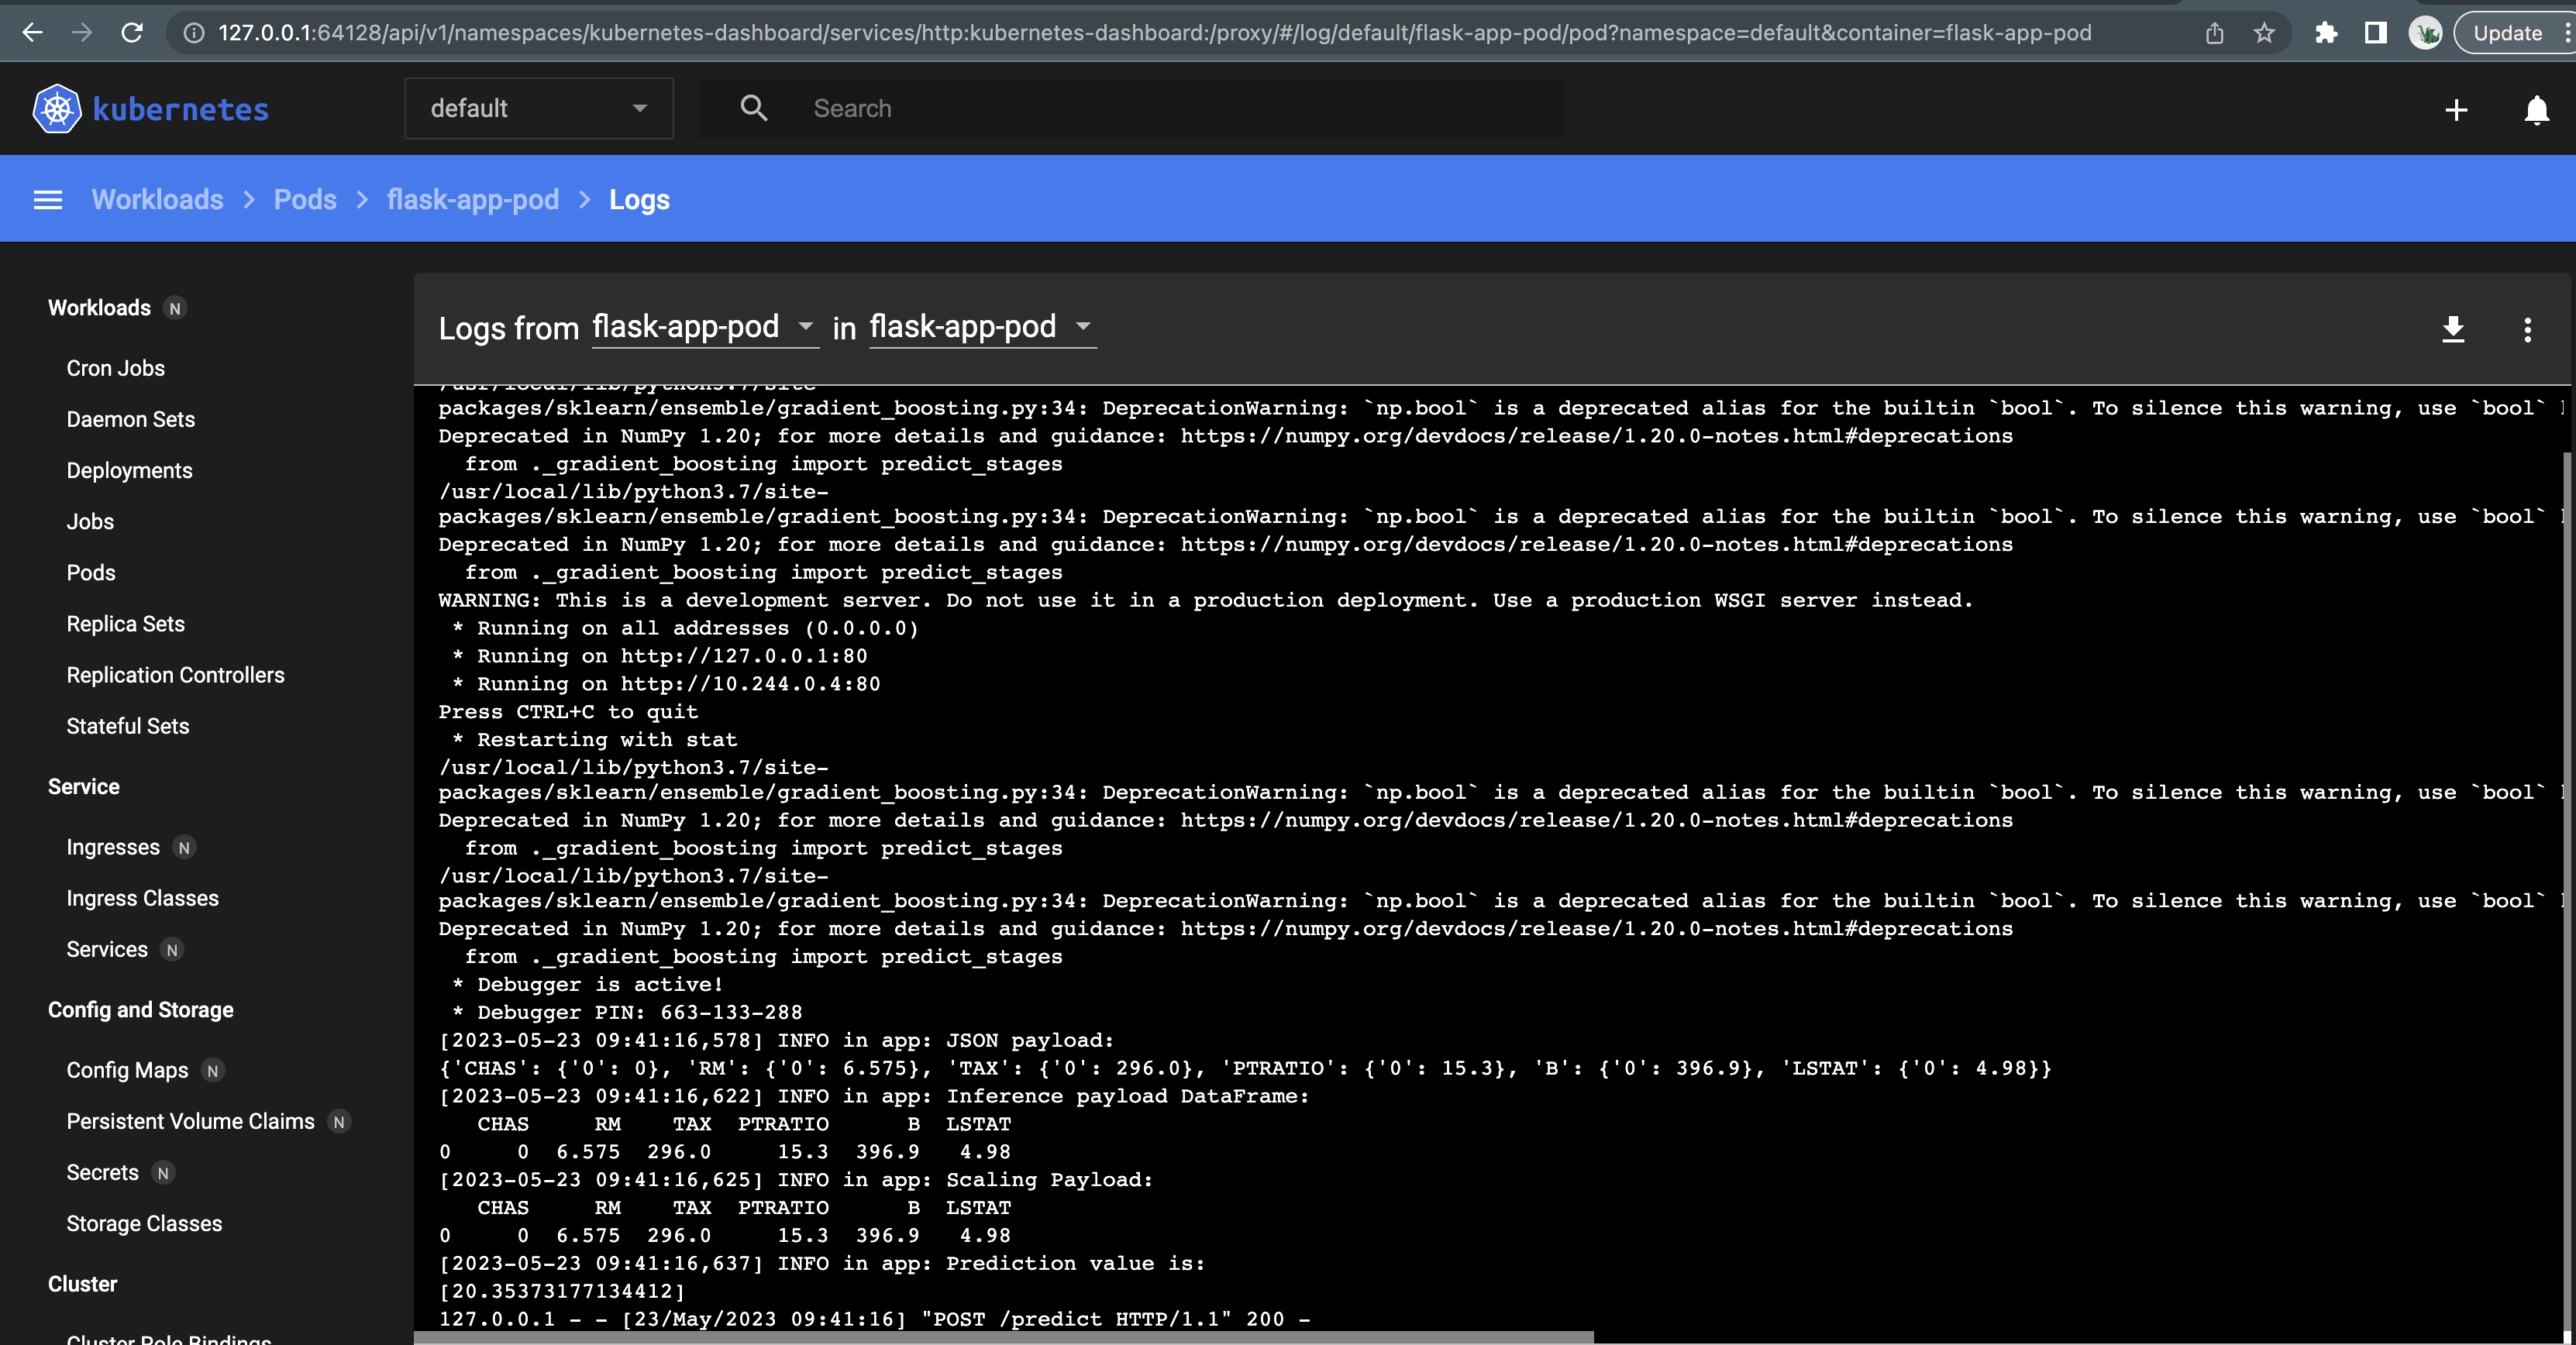 127.0.0.1:64128/api/v1/namespaces/kubernetes-dashboard/services/http:kubernetes-dashboard:/proxy/#/log/default/flask-app-pod/pod?namespace=default&container=flask-app-pod
Update
kubernetes
default
Search
Workloads > Pods > flask-app-pod > Logs
Workloads N
Cron Jobs
Daemon Sets
Deployments
Jobs
Pods
Replica Sets
Replication Controllers
Stateful Sets
Service
Ingresses N
Ingress Classes
Services N
Config and Storage
Config Maps N
Persistent Volume Claims N
Secrets N
Storage Classes
Cluster
Cluster Role Bindings
Logs from flask-app-pod in flask-app-pod
/usr/local/lib/python3.7/site-
packages/sklearn/ensemble/gradient_boosting.py:34: DeprecationWarning: `np.bool` is a deprecated alias for the builtin `bool`. To silence this warning, use `bool`
Deprecated in NumPy 1.20; for more details and guidance: https://numpy.org/devdocs/release/1.20.0-notes.html#deprecations
from ._gradient_boosting import predict_stages
/usr/local/lib/python3.7/site-
packages/sklearn/ensemble/gradient_boosting.py:34: DeprecationWarning: `np.bool` is a deprecated alias for the builtin `bool`. To silence this warning, use `bool`
Deprecated in NumPy 1.20; for more details and guidance: https://numpy.org/devdocs/release/1.20.0-notes.html#deprecations
from ._gradient_boosting import predict_stages
WARNING: This is a development server. Do not use it in a production deployment. Use a production WSGI server instead.
* Running on all addresses (0.0.0.0)
* Running on http://127.0.0.1:80
* Running on http://10.244.0.4:80
Press CTRL+C to quit
* Restarting with stat
/usr/local/lib/python3.7/site-
packages/sklearn/ensemble/gradient_boosting.py:34: DeprecationWarning: `np.bool` is a deprecated alias for the builtin `bool`. To silence this warning, use `bool`
Deprecated in NumPy 1.20; for more details and guidance: https://numpy.org/devdocs/release/1.20.0-notes.html#deprecations
from ._gradient_boosting import predict_stages
/usr/local/lib/python3.7/site-
packages/sklearn/ensemble/gradient_boosting.py:34: DeprecationWarning: `np.bool` is a deprecated alias for the builtin `bool`. To silence this warning, use `bool`
Deprecated in NumPy 1.20; for more details and guidance: https://numpy.org/devdocs/release/1.20.0-notes.html#deprecations
from ._gradient_boosting import predict_stages
* Debugger is active!
* Debugger PIN: 663-133-288
[2023-05-23 09:41:16,578] INFO in app: JSON payload:
{'CHAS': {'0': 0}, 'RM': {'0': 6.575}, 'TAX': {'0': 296.0}, 'PTRATIO': {'0': 15.3}, 'B': {'0': 396.9}, 'LSTAT': {'0': 4.98}}
[2023-05-23 09:41:16,622] INFO in app: Inference payload DataFrame:
CHAS RM TAX PTRATIO B LSTAT
0 0 6.575 296.0 15.3 396.9 4.98
[2023-05-23 09:41:16,625] INFO in app: Scaling Payload:
CHAS RM TAX PTRATIO B LSTAT
0 0 6.575 296.0 15.3 396.9 4.98
[2023-05-23 09:41:16,637] INFO in app: Prediction value is:
[20.35373177134412]
127.0.0.1 - - [23/May/2023 09:41:16] "POST /predict HTTP/1.1" 200 -